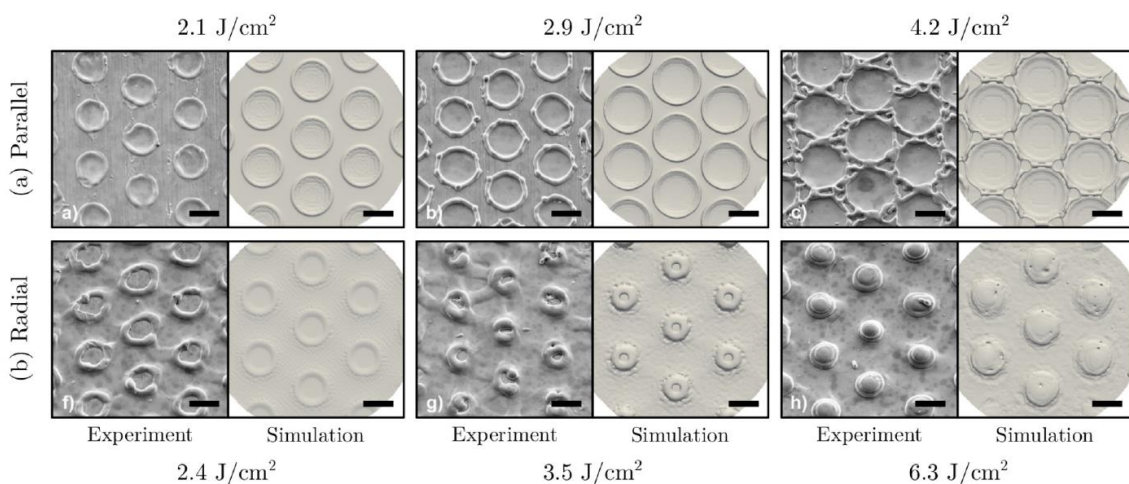 2.1 J/cm² 2.9 J/cm² 4.2 J/cm²
(a) Parallel
a) b) c)
(b) Radial
f) g) h)
Experiment Simulation Experiment Simulation Experiment Simulation
2.4 J/cm² 3.5 J/cm² 6.3 J/cm²